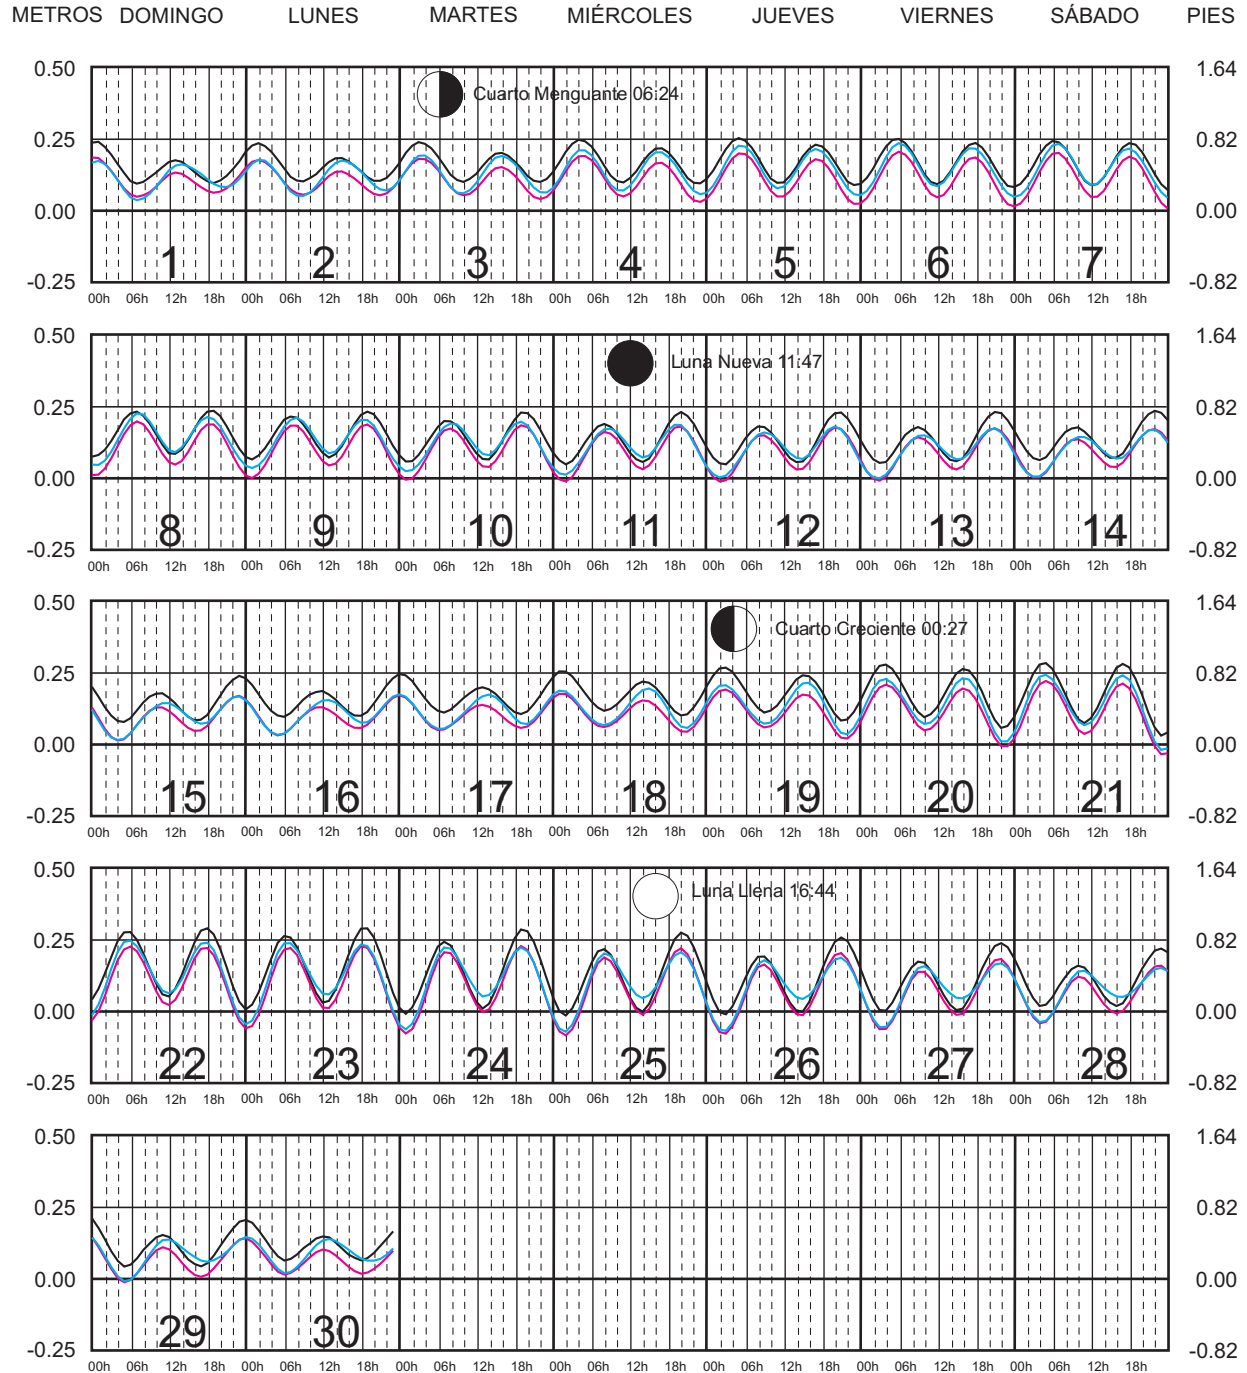 METROS DOMINGO LUNES MARTES MIÉRCOLES JUEVES VIERNES SÁBADO PIES
0.50 1.64
Cuarto Menguante 06:24
0.25 0.82
0.00 0.00
1 2 3 4 5 6 7
-0.25 -0.82
00h 06h 12h 18h 00h 06h 12h 18h 00h 06h 12h 18h 00h 06h 12h 18h 00h 06h 12h 18h 00h 06h 12h 18h 00h 06h 12h 18h
0.50 1.64
Luna Nueva 11:47
0.25 0.82
0.00 0.00
8 9 10 11 12 13 14
-0.25 -0.82
00h 06h 12h 18h 00h 06h 12h 18h 00h 06h 12h 18h 00h 06h 12h 18h 00h 06h 12h 18h 00h 06h 12h 18h 00h 06h 12h 18h
0.50 1.64
Cuarto Creciente 00:27
0.25 0.82
0.00 0.00
15 16 17 18 19 20 21
-0.25 -0.82
00h 06h 12h 18h 00h 06h 12h 18h 00h 06h 12h 18h 00h 06h 12h 18h 00h 06h 12h 18h 00h 06h 12h 18h 00h 06h 12h 18h
0.50 1.64
Luna Llena 16:44
0.25 0.82
0.00 0.00
22 23 24 25 26 27 28
-0.25 -0.82
00h 06h 12h 18h 00h 06h 12h 18h 00h 06h 12h 18h 00h 06h 12h 18h 00h 06h 12h 18h 00h 06h 12h 18h 00h 06h 12h 18h
0.50 1.64
0.25 0.82
0.00 0.00
29 30
-0.25 -0.82
00h 06h 12h 18h 00h 06h 12h 18h 00h 06h 12h 18h 00h 06h 12h 18h 00h 06h 12h 18h 00h 06h 12h 18h 00h 06h 12h 18h